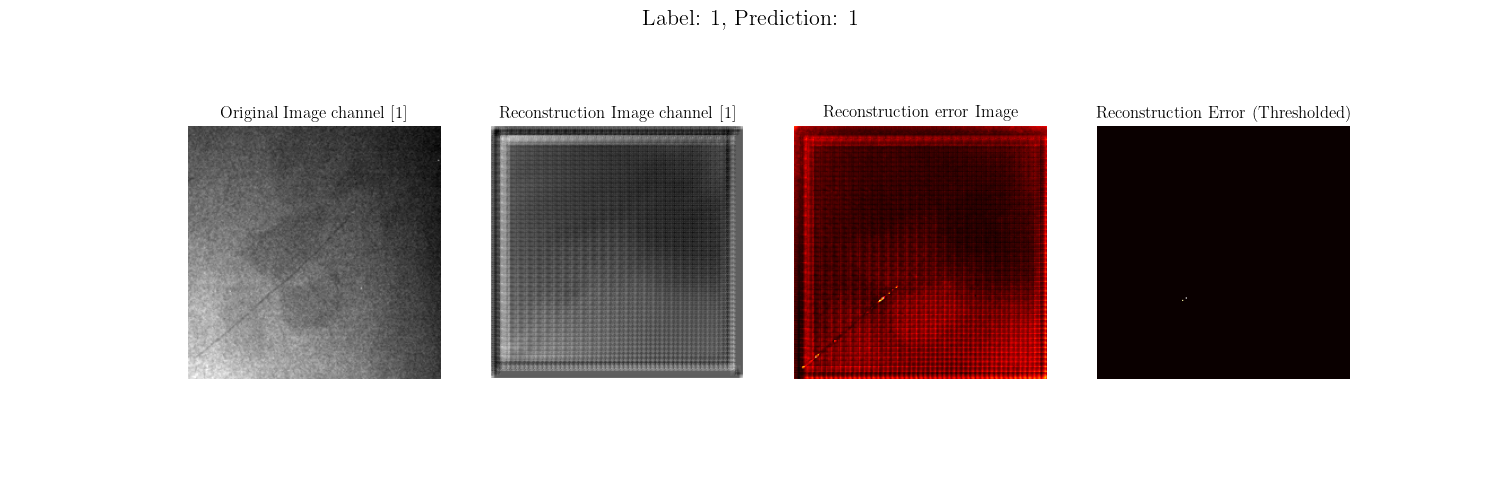 Label: 1, Prediction: 1
Original Image channel [1]
Reconstruction Image channel [1]
Reconstruction error Image
Reconstruction Error (Thresholded)